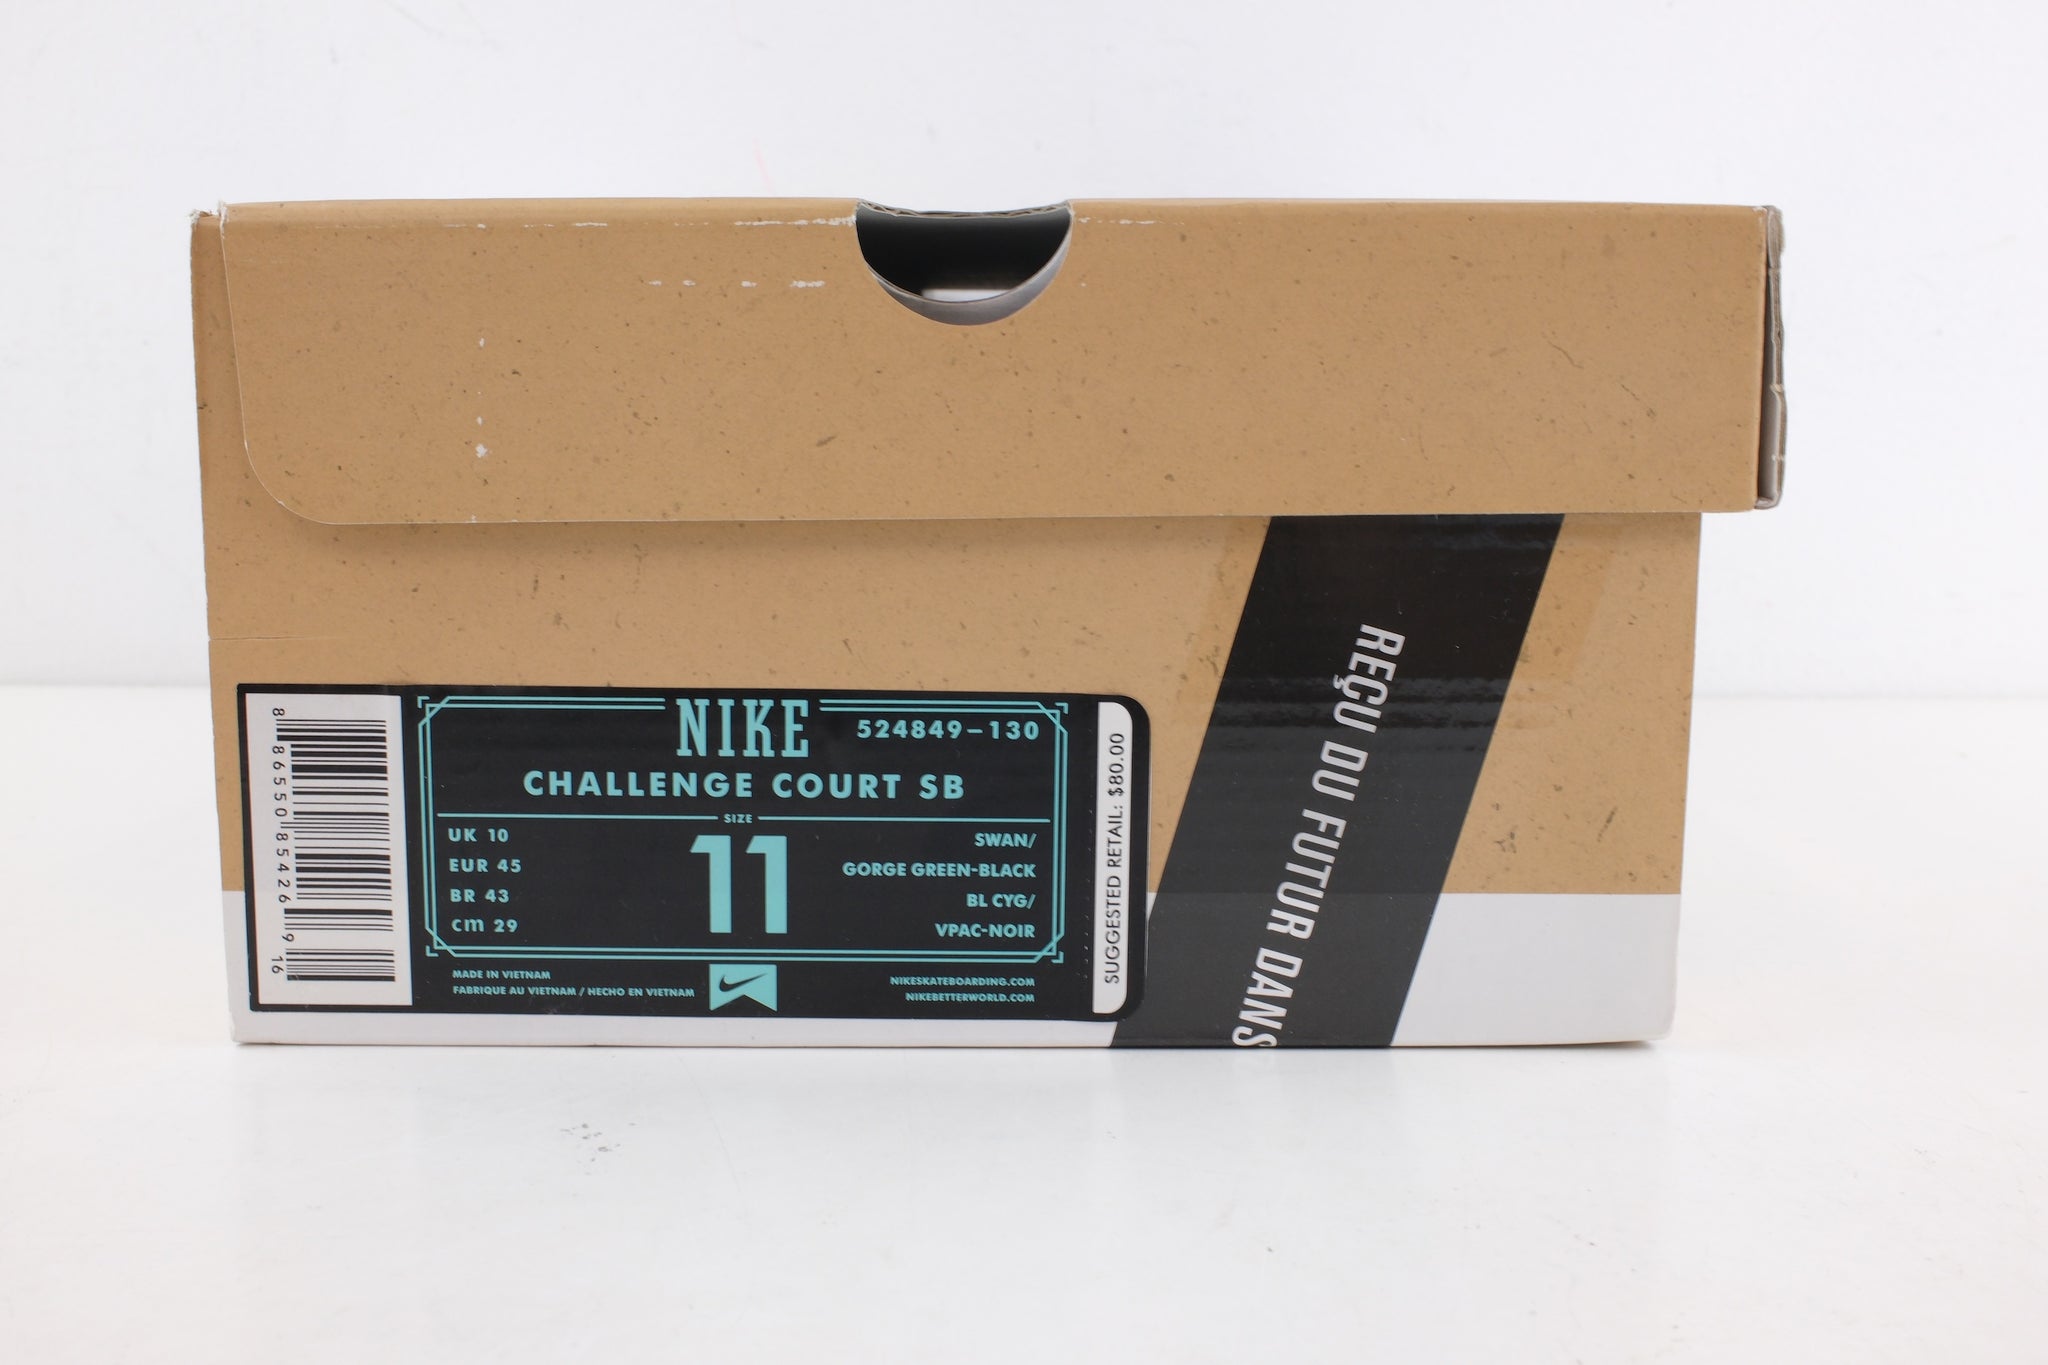 NIKE
524849-130
CHALLENGE COURT SB
SIZE
11
UK 10
EUR 45
BR 43
cm 29
SWAN/
GORGE GREEN-BLACK
BL CYG/
VPAC-NOIR
MADE IN VIETNAM
FABRIQUE AU VIETNAM / HECHO EN VIETNAM
NIKESKATEBOARDING.COM
NIKEBETTERWORLD.COM
8 86550 85426 9 16
SUGGESTED RETAIL: $80.00
REÇU DU FUTUR DANS